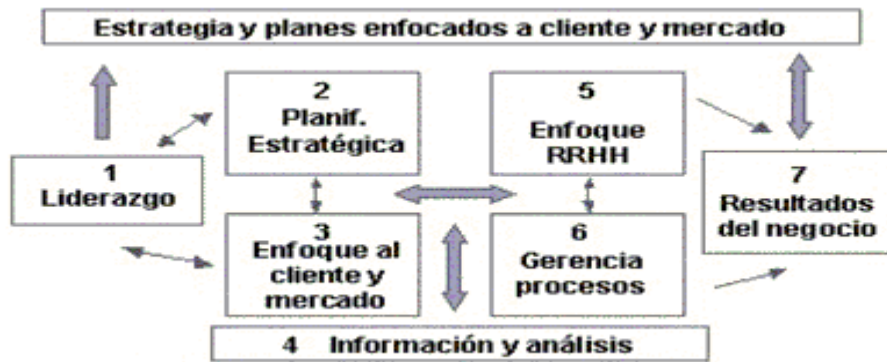 Estrategia y planes enfocados a cliente y mercado
2
Planif.
Estratégica
5
Enfoque
RRHH
1
Liderazgo
7
Resultados
del negocio
3
Enfoque al
cliente y
mercado
6
Gerencia
procesos
4 Información y análisis